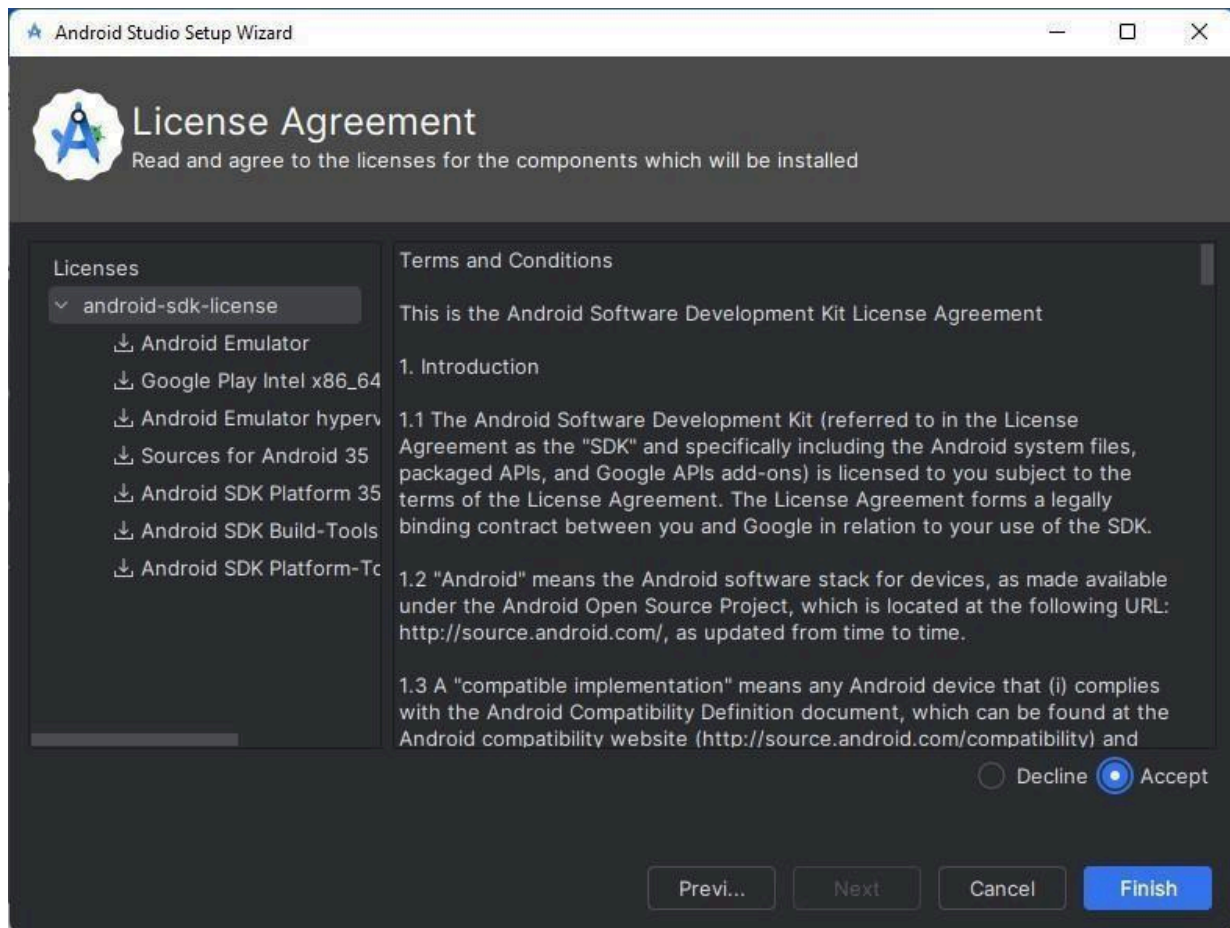 Android Studio Setup Wizard
License Agreement
Read and agree to the licenses for the components which will be installed
Licenses
android-sdk-license
Android Emulator
Google Play Intel x86_64
Android Emulator hyperv
Sources for Android 35
Android SDK Platform 35
Android SDK Build-Tools
Android SDK Platform-To
Terms and Conditions
This is the Android Software Development Kit License Agreement
1. Introduction
1.1 The Android Software Development Kit (referred to in the License
Agreement as the "SDK" and specifically including the Android system files,
packaged APIs, and Google APIs add-ons) is licensed to you subject to the
terms of the License Agreement. The License Agreement forms a legally
binding contract between you and Google in relation to your use of the SDK.
1.2 "Android" means the Android software stack for devices, as made available
under the Android Open Source Project, which is located at the following URL:
http://source.android.com/, as updated from time to time.
1.3 A "compatible implementation" means any Android device that (i) complies
with the Android Compatibility Definition document, which can be found at the
Android compatibility website (http://source.android.com/compatibility) and
Decline Accept
Previ... Next Cancel Finish